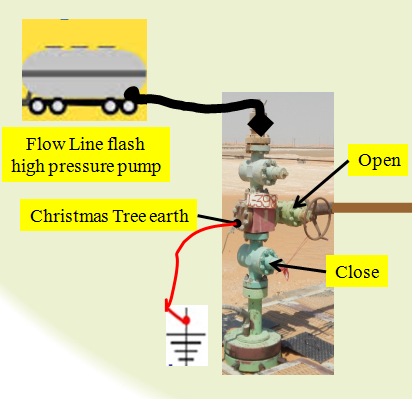 Flow Line flash
high pressure pump
Open
Christmas Tree earth
Close